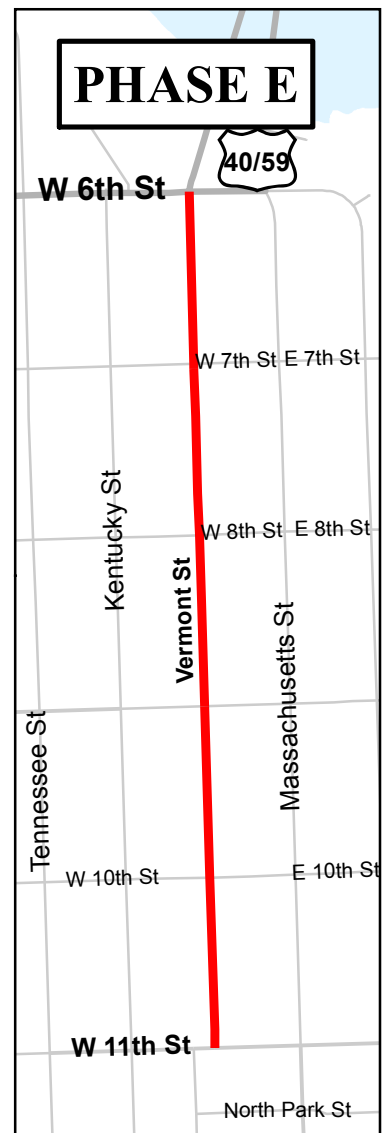 PHASE E
40/59
W 6th St
W 7th St E 7th St
W 8th St E 8th St
Kentucky St
Vermont St
Massachusetts St
Tennessee St
W 10th St
E 10th St
W 11th St
North Park St